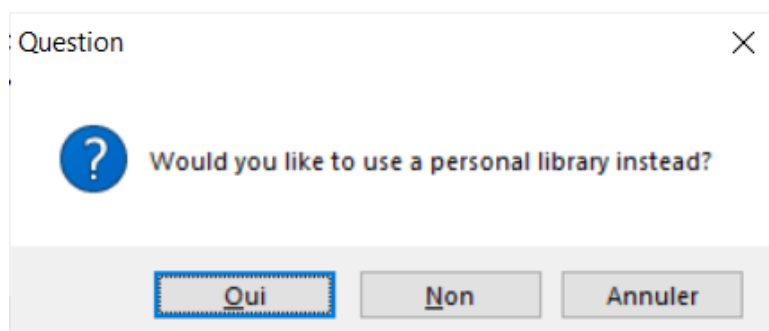 Question
Would you like to use a personal library instead?
Oui
Non
Annuler